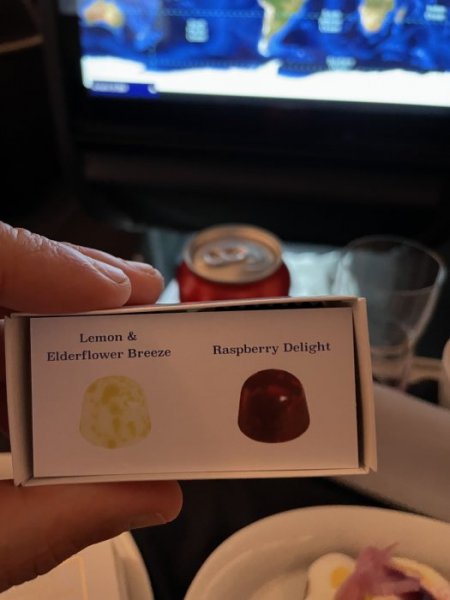 Lemon &
Elderflower Breeze
Raspberry Delight